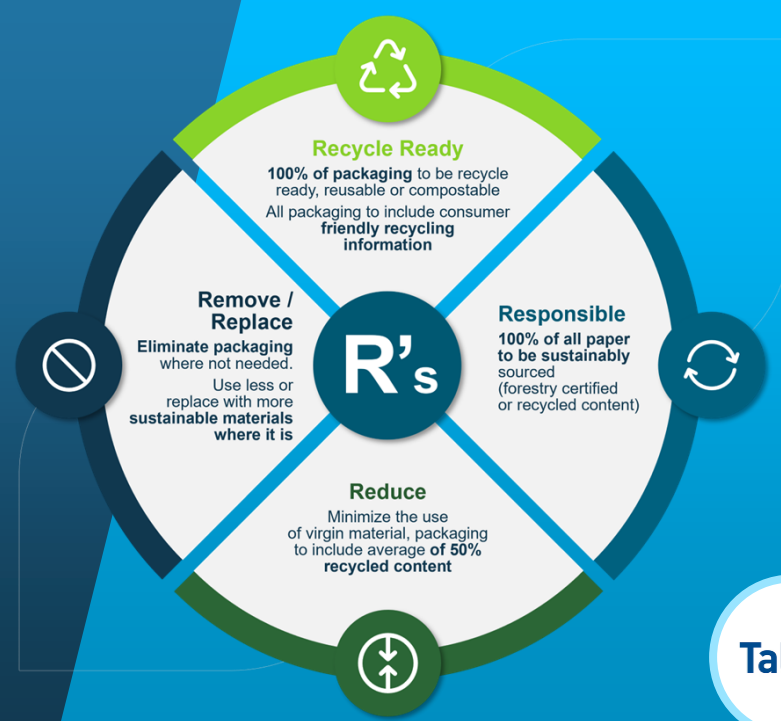 Recycle Ready
100% of packaging to be recycle
ready, reusable or compostable
All packaging to include consumer
friendly recycling
information
Remove /
Replace
Eliminate packaging
where not needed.
Use less or
replace with more
sustainable materials
where it is
R's
Responsible
100% of all paper
to be sustainably
sourced
(forestry certified
or recycled content)
Reduce
Minimize the use
of virgin material, packaging
to include average of 50%
recycled content